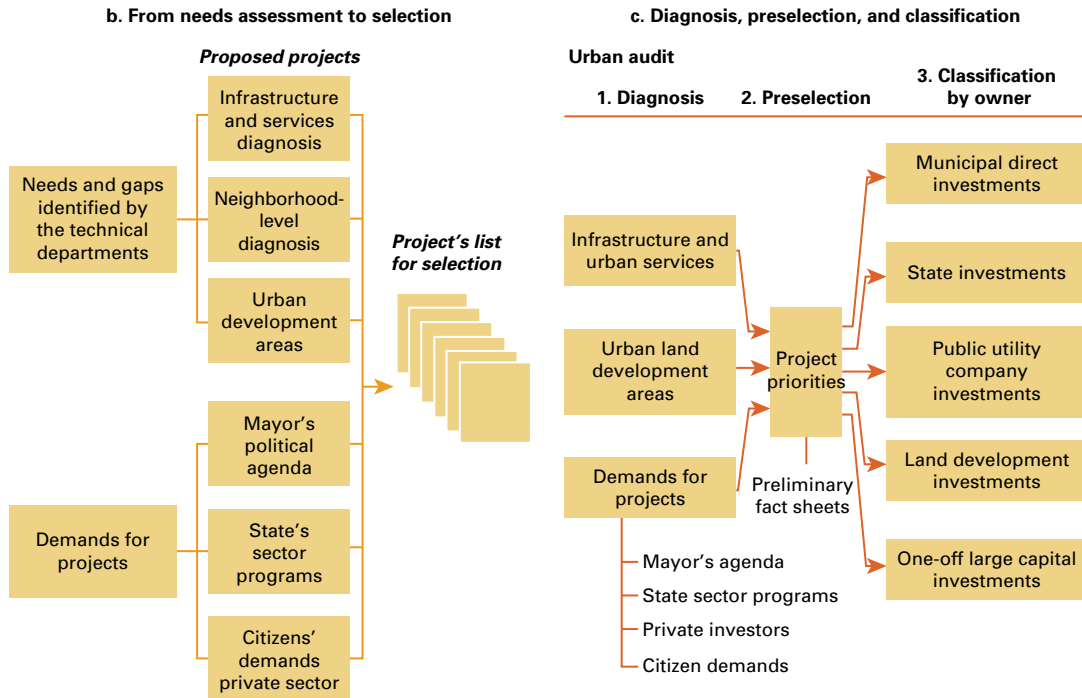 b. From needs assessment to selection
Proposed projects
Infrastructure
and services
diagnosis
Needs and gaps
identified by
the technical
departments
Neighborhood-
level
diagnosis
Urban
development
areas
Project's list
for selection
Mayor's
political
agenda
Demands for
projects
State's
sector
programs
Citizens'
demands
private sector
c. Diagnosis, preselection, and classification
Urban audit
1. Diagnosis
2. Preselection
3. Classification
by owner
Infrastructure and
urban services
Urban land
development
areas
Demands for
projects
Mayor's agenda
State sector programs
Private investors
Citizen demands
Project
priorities
Preliminary
fact sheets
Municipal direct
investments
State investments
Public utility
company
investments
Land development
investments
One-off large capital
investments